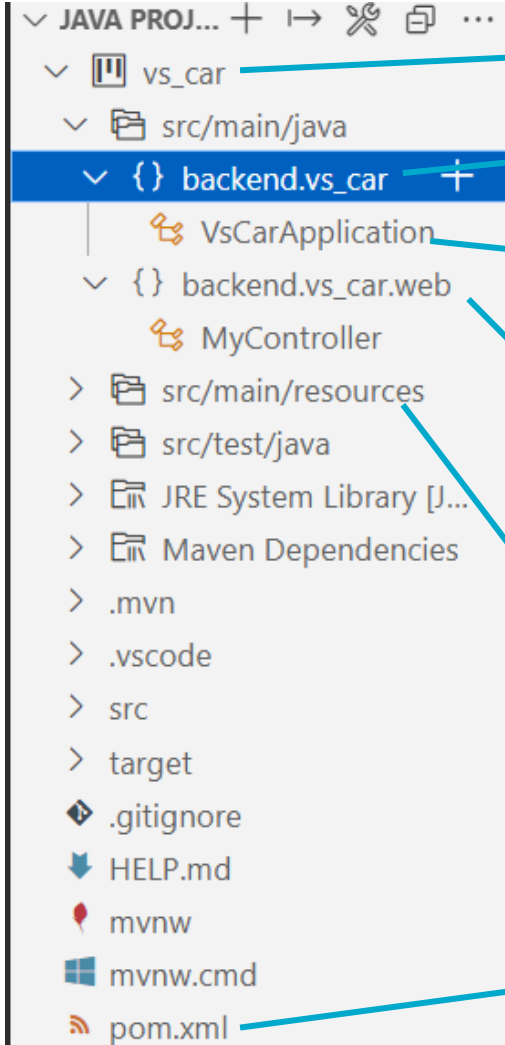 JAVA PROJ...
vs_car
src/main/java
{} backend.vs_car
VsCarApplication
{} backend.vs_car.web
MyController
src/main/resources
src/test/java
JRE System Library [J...
Maven Dependencies
.mvn
.vscode
src
target
.gitignore
HELP.md
mvnw
mvnw.cmd
pom.xml